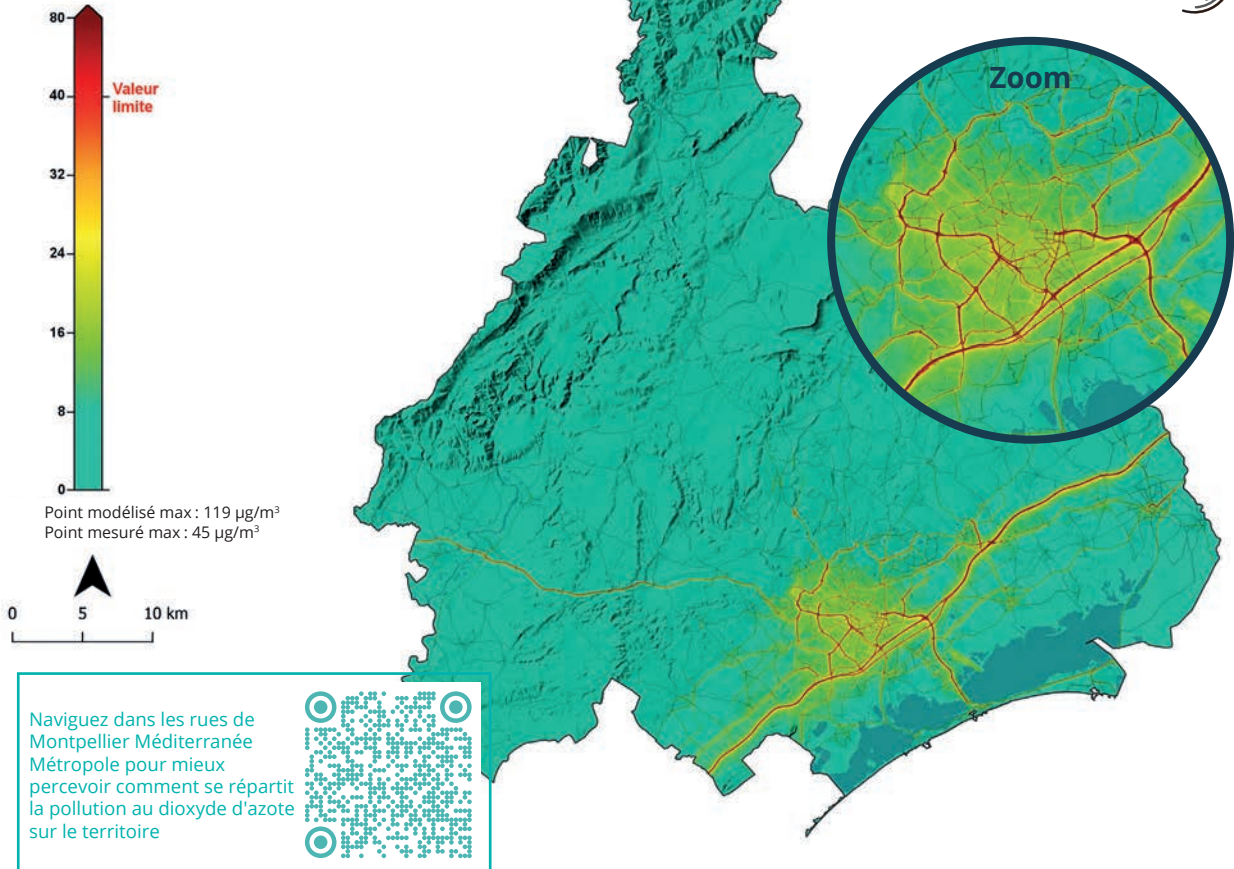 80
40
Valeur
limite
32
24
16
8
0
Point modélisé max : 119 µg/m³
Point mesuré max : 45 µg/m³
0 5 10 km
Zoom
Naviguez dans les rues de
Montpellier Méditerranée
Métropole pour mieux
percevoir comment se répartit
la pollution au dioxyde d'azote
sur le territoire